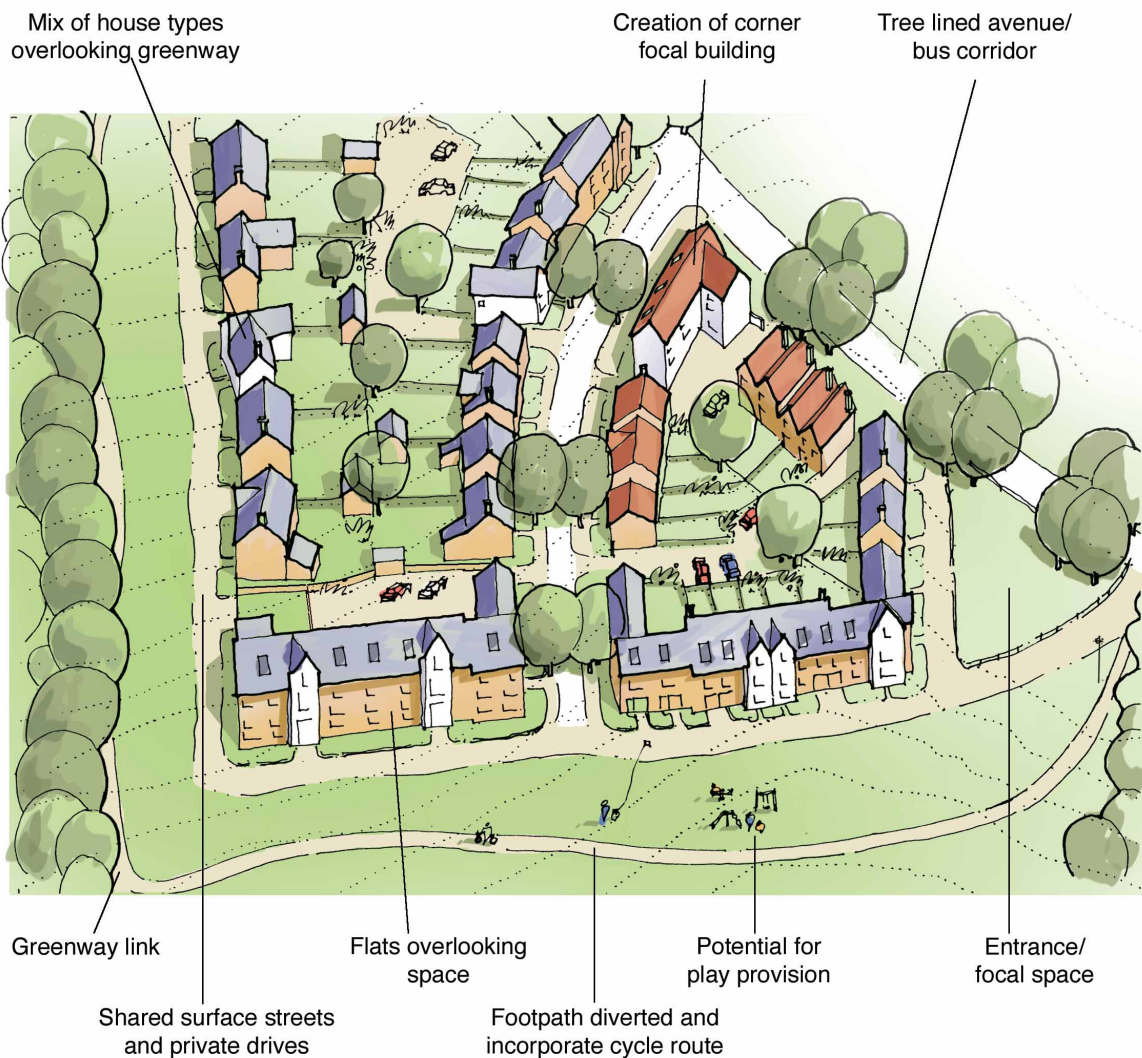 Mix of house types
overlooking greenway
Creation of corner
focal building
Tree lined avenue/
bus corridor
Greenway link
Flats overlooking
space
Potential for
play provision
Entrance/
focal space
Shared surface streets
and private drives
Footpath diverted and
incorporate cycle route